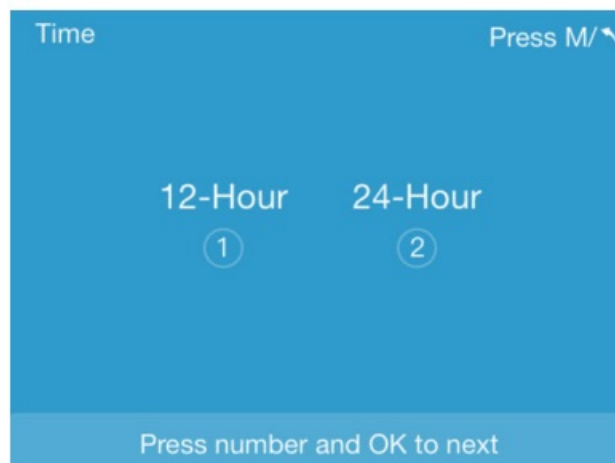 Time
Press M/
12-Hour
24-Hour
1
2
Press number and OK to next